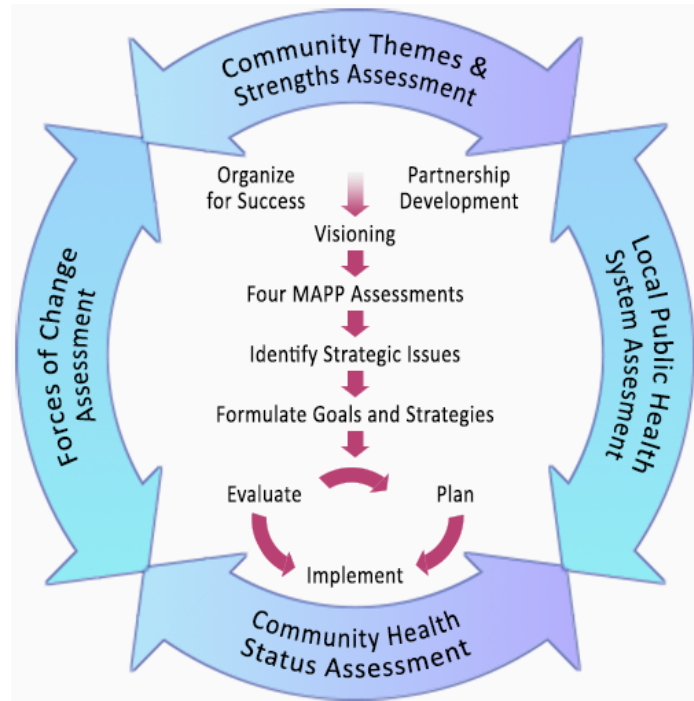 Community Themes &
Strengths Assessment
Organize
for Success
Partnership
Development
Visioning
Four MAPP Assessments
Identify Strategic Issues
Formulate Goals and Strategies
Evaluate
Plan
Implement
Forces of Change
Assessment
Local Public Health
System Assesment
Community Health
Status Assessment